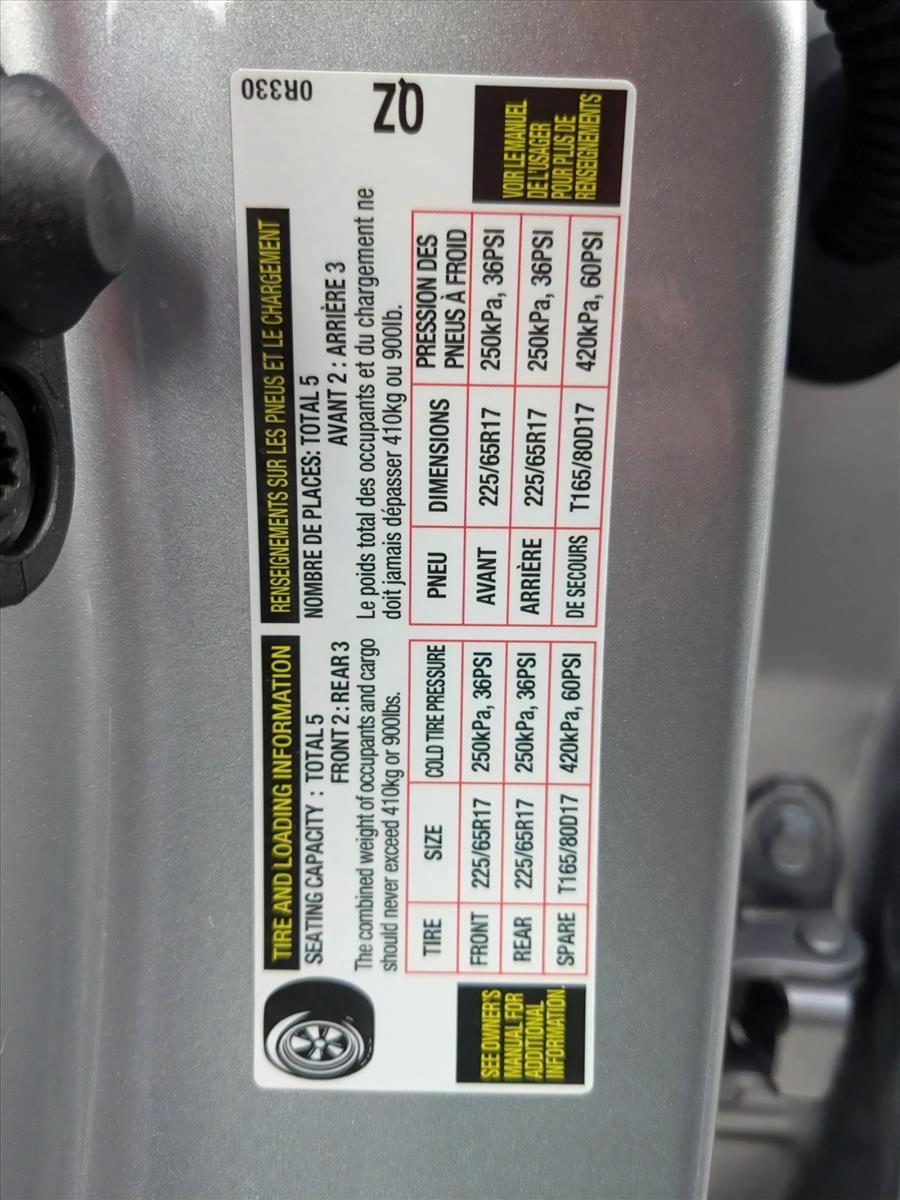 TIRE AND LOADING INFORMATION
SEATING CAPACITY : TOTAL 5
FRONT 2 : REAR 3
The combined weight of occupants and cargo
should never exceed 410kg or 900lbs.
TIRE SIZE COLD TIRE PRESSURE
FRONT 225/65R17 250kPa, 36PSI
REAR 225/65R17 250kPa, 36PSI
SPARE T165/80D17 420kPa, 60PSI
SEE OWNER'S
MANUAL FOR
ADDITIONAL
INFORMATION.
RENSEIGNEMENTS SUR LES PNEUS ET LE CHARGEMENT
NOMBRE DE PLACES: TOTAL 5
AVANT 2 : ARRIÈRE 3
Le poids total des occupants et du chargement ne
doit jamais dépasser 410kg ou 900lb.
PNEU DIMENSIONS PRESSION DES
PNEUS À FROID
AVANT 225/65R17 250kPa, 36PSI
ARRIÈRE 225/65R17 250kPa, 36PSI
DE SECOURS T165/80D17 420kPa, 60PSI
VOIR LE MANUEL
DE L'USAGER
POUR PLUS DE
RENSEIGNEMENTS
0R330
QZ